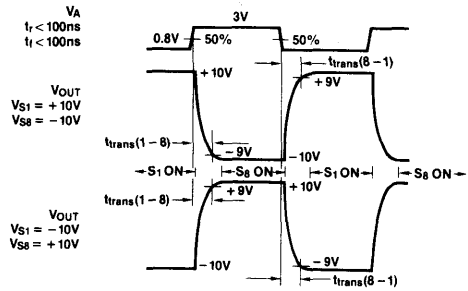 VA
tr < 100ns
tf < 100ns
3V
0.8V
50%
50%
ttrans(8 – 1)
+10V
+9V
VOUT
VS1 = +10V
VS8 = −10V
ttrans(1 – 8)
−9V
−10V
S1 ON
S8 ON
S1 ON
S8 ON
ttrans(1 – 8)
+9V
+10V
VOUT
VS1 = −10V
VS8 = +10V
−10V
−9V
ttrans(8 – 1)